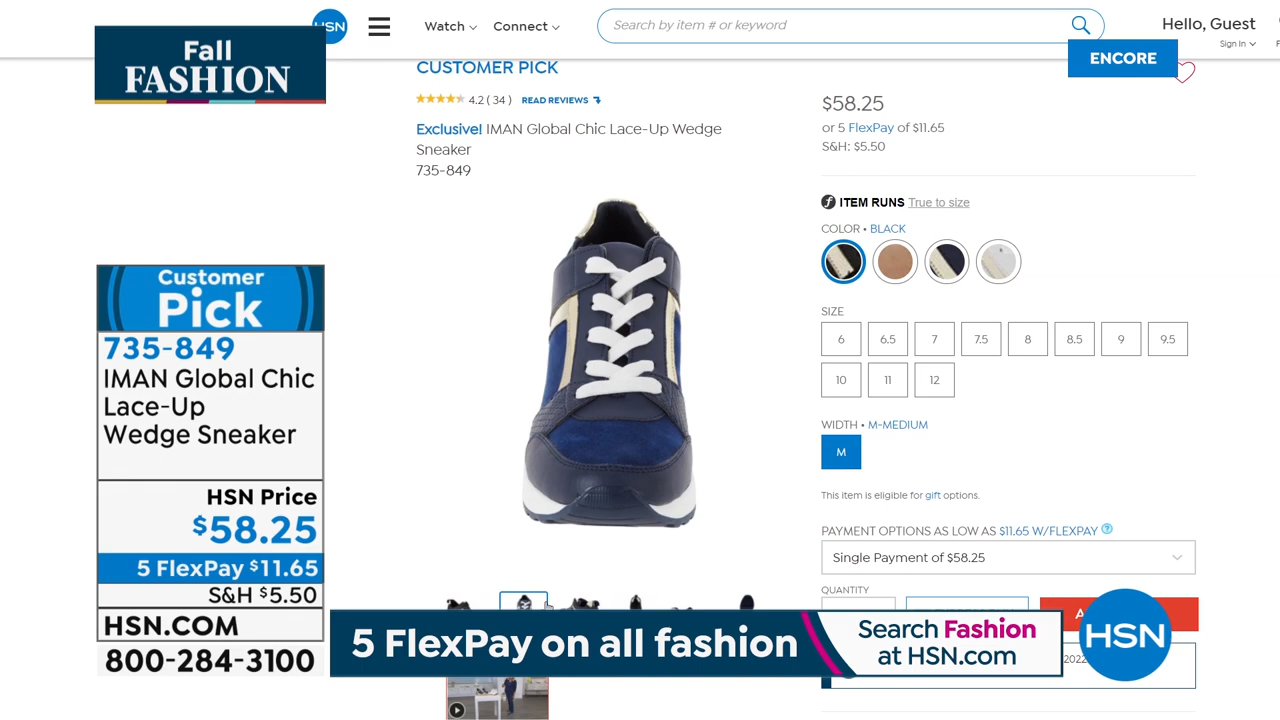 HSN
Watch
Connect
Search by item # or keyword
Hello, Guest
Sign In
Fall
FASHION
ENCORE
CUSTOMER PICK
4.2 ( 34 ) READ REVIEWS
Exclusive! IMAN Global Chic Lace-Up Wedge
Sneaker
735-849
$58.25
or 5 FlexPay of $11.65
S&H: $5.50
ITEM RUNS True to size
COLOR • BLACK
SIZE
6 6.5 7 7.5 8 8.5 9 9.5
10 11 12
WIDTH • M-MEDIUM
M
This item is eligible for gift options.
PAYMENT OPTIONS AS LOW AS $11.65 W/FLEXPAY ?
Single Payment of $58.25
QUANTITY
2022
Customer
Pick
735-849
IMAN Global Chic
Lace-Up
Wedge Sneaker
HSN Price
$58.25
5 FlexPay $11.65
S&H $5.50
HSN.COM
800-284-3100
5 FlexPay on all fashion
Search Fashion
at HSN.com
HSN